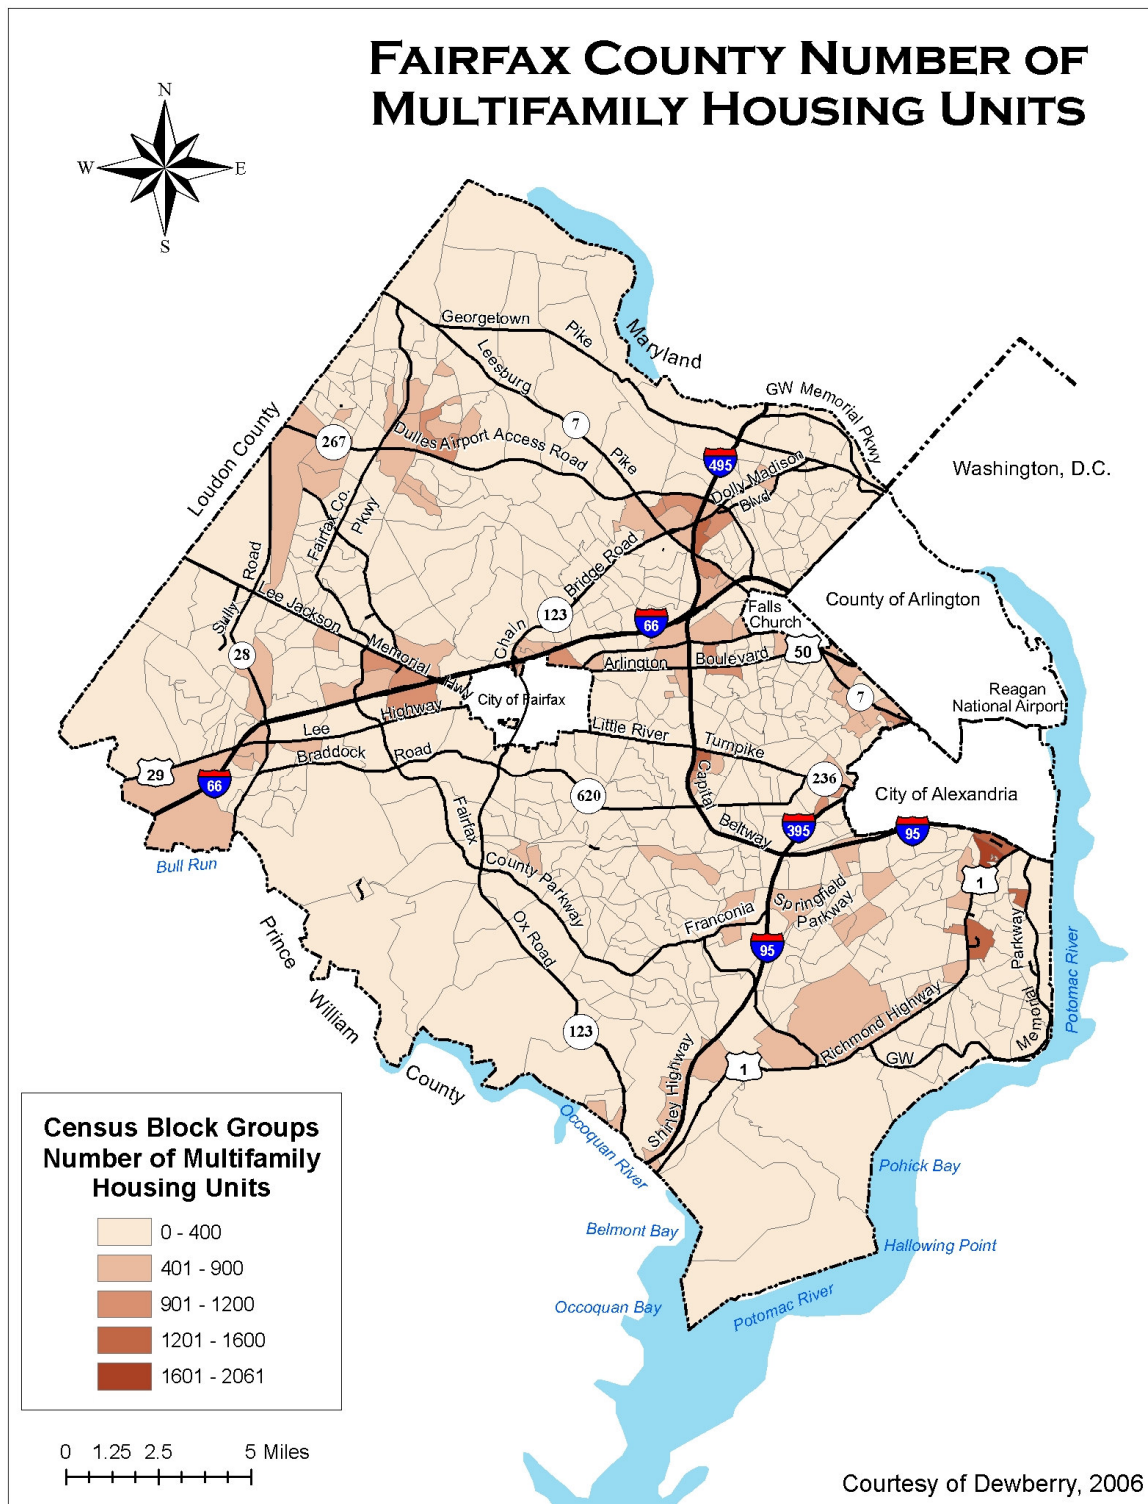 FAIRFAX COUNTY NUMBER OF
MULTIFAMILY HOUSING UNITS
N
W
E
S
Georgetown
Pike
Maryland
Leesburg
7
Pike
GW Memorial Pkwy
Loudon County
267
Dulles Airport Access Road
495
Dolly Madison
Blvd
Washington, D.C.
Fairfax Co.
Pkwy
Sully
Road
Lee Jackson
Memorial
Hwy
28
Chain
Bridge Road
123
66
Falls
Church
County of Arlington
50
Arlington
Boulevard
7
Reagan
National Airport
City of Fairfax
Lee
Highway
29
66
Braddock
Road
Little River
Turnpike
236
Capital
Beltway
620
395
City of Alexandria
95
Bull Run
Fairfax
County Parkway
1
Springfield
Parkway
Franconia
95
Ox Road
Parkway
Memorial
Potomac River
Prince
William
County
123
Richmond Highway
GW
1
Shirley Highway
Occoquan River
Pohick Bay
Belmont Bay
Hallowing Point
Occoquan Bay
Potomac River
Census Block Groups
Number of Multifamily
Housing Units
0 - 400
401 - 900
901 - 1200
1201 - 1600
1601 - 2061
0 1.25 2.5 5 Miles
Courtesy of Dewberry, 2006